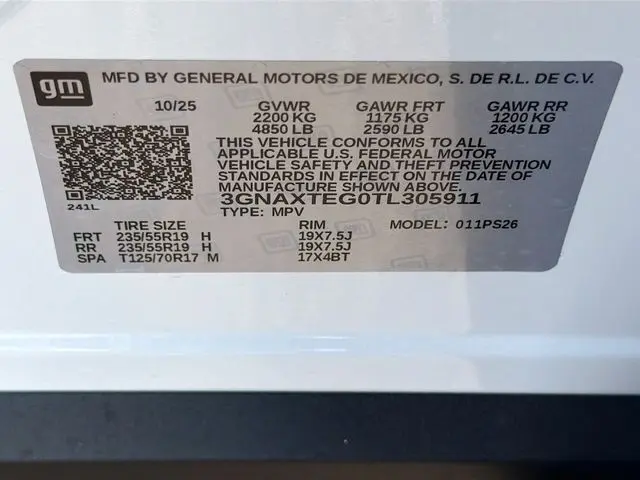 gm MFD BY GENERAL MOTORS DE MEXICO, S. DE R.L. DE C.V.
10/25 GVWR GAWR FRT GAWR RR
2200 KG 1175 KG 1200 KG
4850 LB 2590 LB 2645 LB
THIS VEHICLE CONFORMS TO ALL
APPLICABLE U.S. FEDERAL MOTOR
VEHICLE SAFETY AND THEFT PREVENTION
STANDARDS IN EFFECT ON THE DATE OF
MANUFACTURE SHOWN ABOVE.
3GNAXTEG0TL305911
241L TYPE: MPV
TIRE SIZE RIM MODEL: 011PS26
FRT 235/55R19 H 19X7.5J
RR 235/55R19 H 19X7.5J
SPA T125/70R17 M 17X4BT